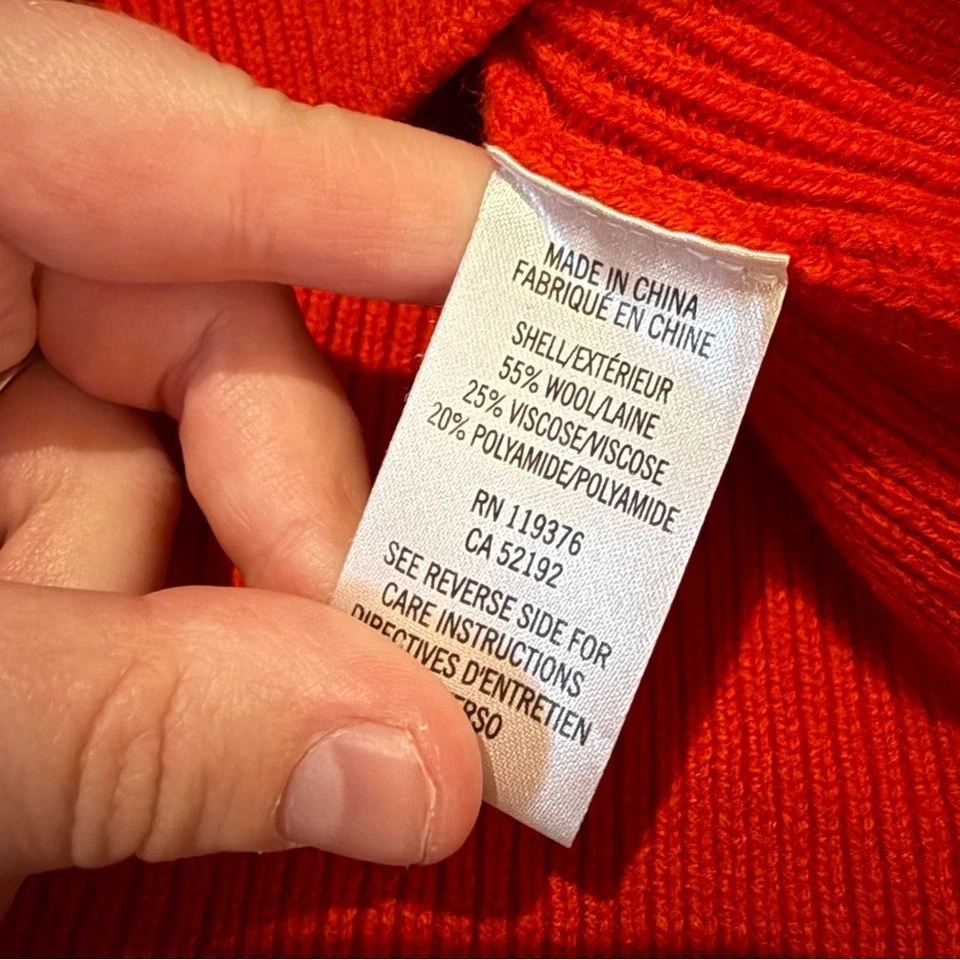 MADE IN CHINA
FABRIQUÉ EN CHINE
SHELL/EXTÉRIEUR
55% WOOL/LAINE
25% VISCOSE/VISCOSE
20% POLYAMIDE/POLYAMIDE
RN 119376
CA 52192
SEE REVERSE SIDE FOR
CARE INSTRUCTIONS
DIRECTIVES D'ENTRETIEN